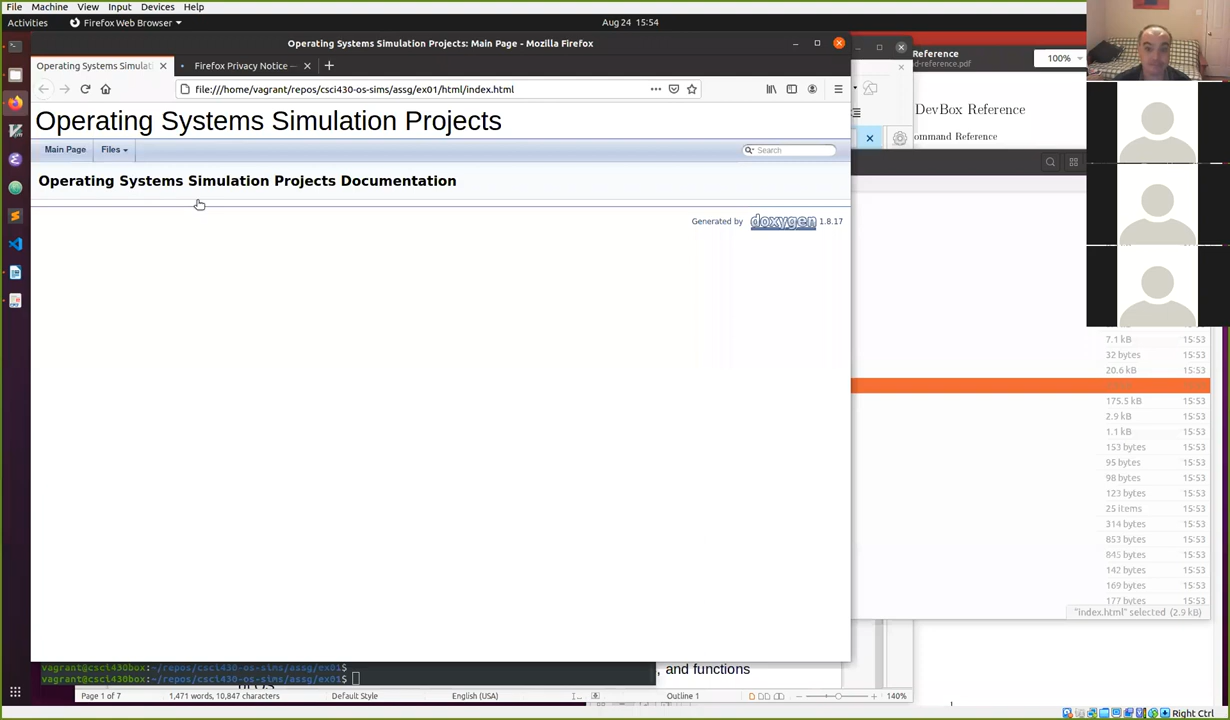 File Machine View Input Devices Help
Activities Firefox Web Browser Aug 24 15:54
Operating Systems Simulation Projects: Main Page - Mozilla Firefox
Reference
d-reference.pdf
100%
Operating Systems Simulati
Firefox Privacy Notice
file:///home/vagrant/repos/csci430-os-sims/assg/ex01/html/index.html
DevBox Reference
ommand Reference
Operating Systems Simulation Projects
Main Page Files Search
Operating Systems Simulation Projects Documentation
Generated by doxygen 1.8.17
7.1 kB 15:53
32 bytes 15:53
20.6 kB 15:53
175.5 kB 15:53
2.9 kB 15:53
1.1 kB 15:53
153 bytes 15:53
95 bytes 15:53
98 bytes 15:53
123 bytes 15:53
25 items 15:53
314 bytes 15:53
853 bytes 15:53
845 bytes 15:53
142 bytes 15:53
169 bytes 15:53
177 bytes 15:53
"index.html" selected (2.9 kB)
vagrant@csci430box:~/repos/csci430-os-sims/assg/ex01$
vagrant@csci430box:~/repos/csci430-os-sims/assg/ex01$
, and functions
Page 1 of 7 1,471 words, 10,847 characters Default Style English (USA) Outline 1 140%
Right Ctrl